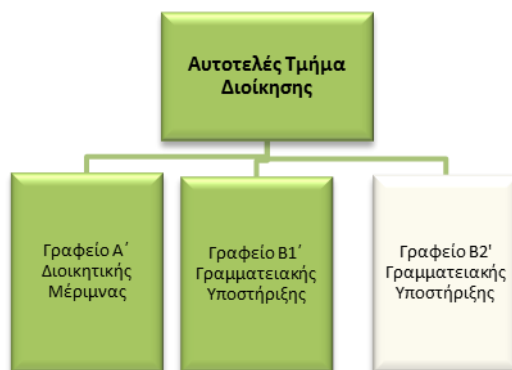 Αυτοτελές Τμήμα
Διοίκησης
Γραφείο Α΄
Διοικητικής
Μέριμνας
Γραφείο Β1΄
Γραμματειακής
Υποστήριξης
Γραφείο Β2'
Γραμματειακής
Υποστήριξης